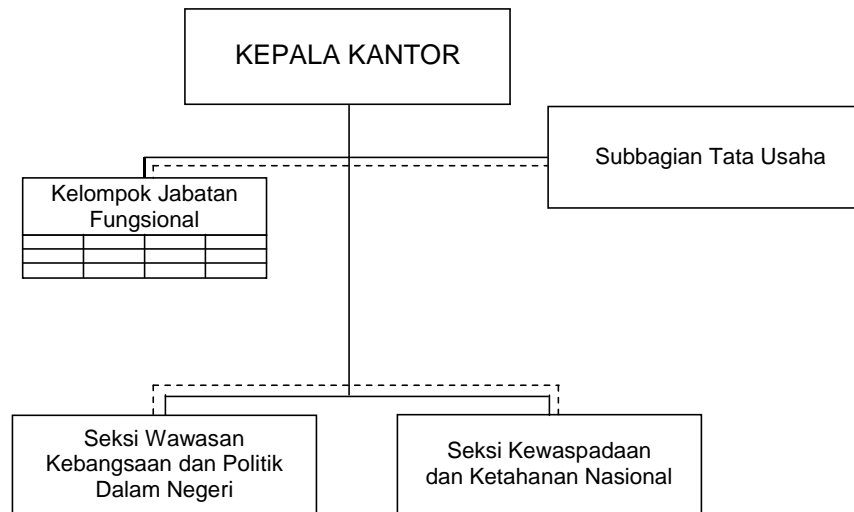 KEPALA KANTOR
Subbagian Tata Usaha
Kelompok Jabatan
Fungsional
Seksi Wawasan
Kebangsaan dan Politik
Dalam Negeri
Seksi Kewaspadaan
dan Ketahanan Nasional